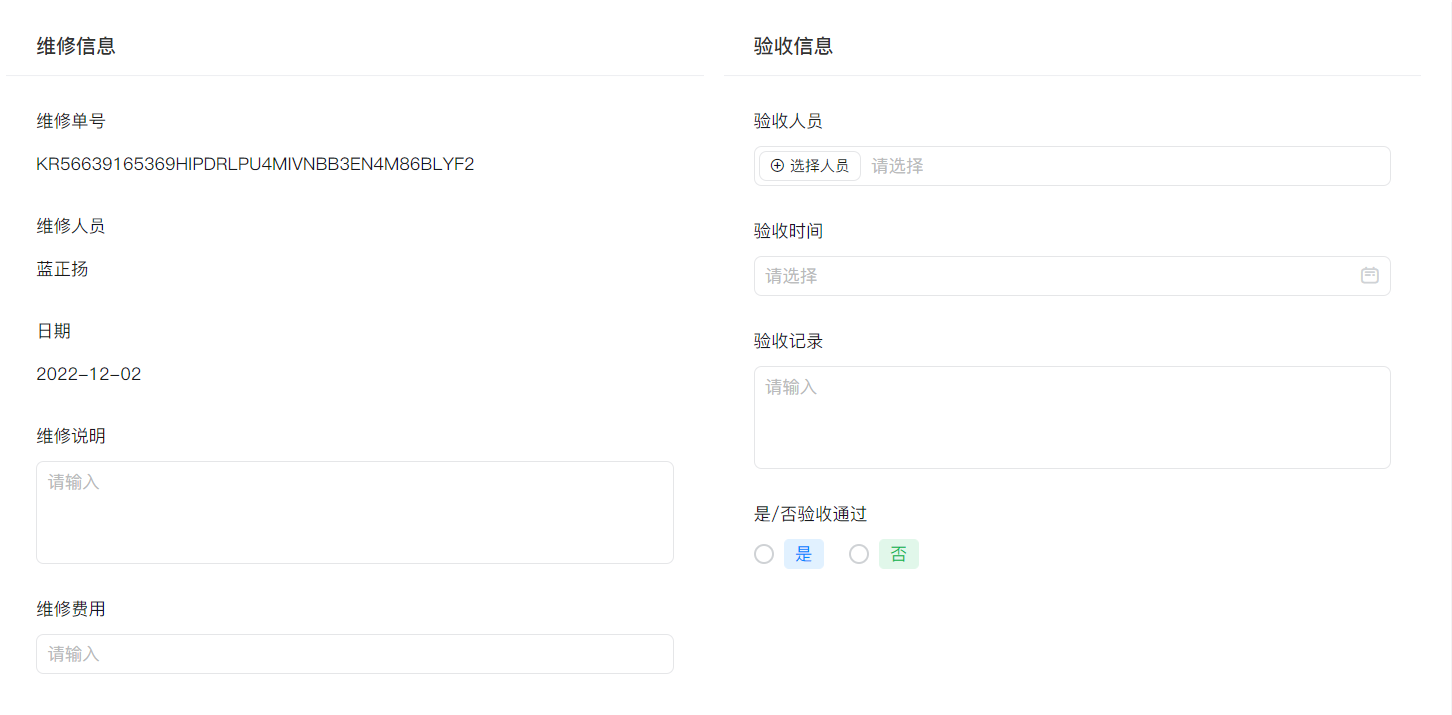 维修信息
维修单号
KR56639165369HIPDRLPU4MIVNBB3EN4M86BLYF2
维修人员
蓝正扬
日期
2022-12-02
维修说明
请输入
维修费用
请输入
验收信息
验收人员
选择人员 请选择
验收时间
请选择
验收记录
请输入
是/否验收通过
是 否